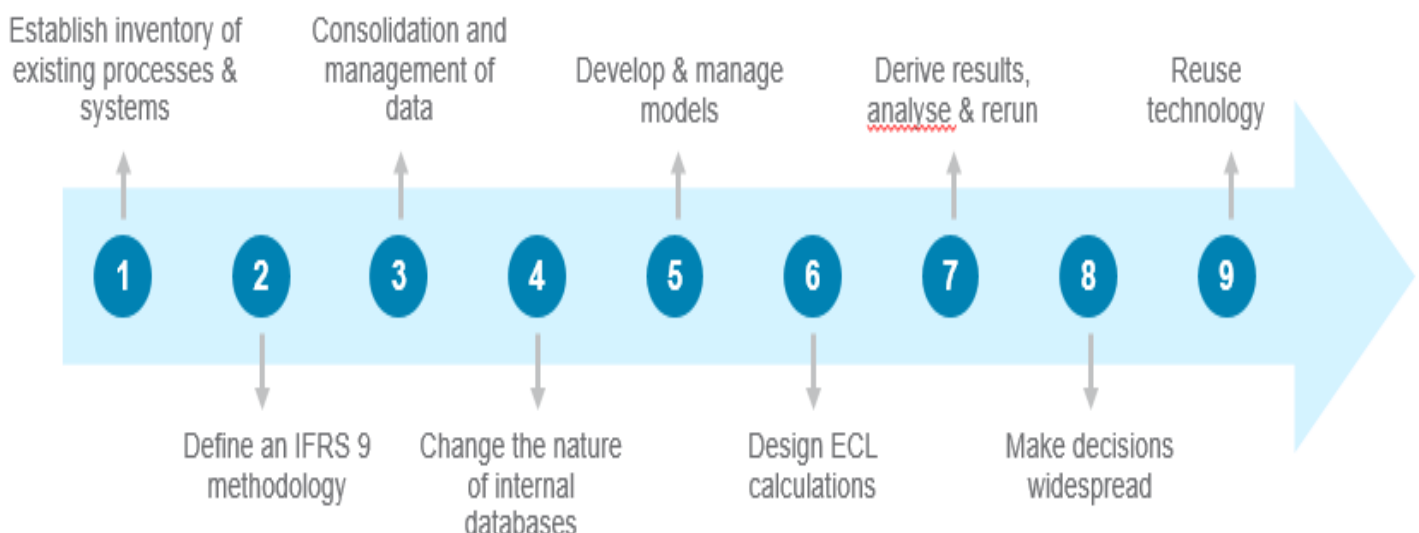 Establish inventory of
existing processes &
systems
Consolidation and
management of
data
Develop & manage
models
Derive results,
analyse & rerun
Reuse
technology
1
2
3
4
5
6
7
8
9
Define an IFRS 9
methodology
Change the nature
of internal
databases
Design ECL
calculations
Make decisions
widespread